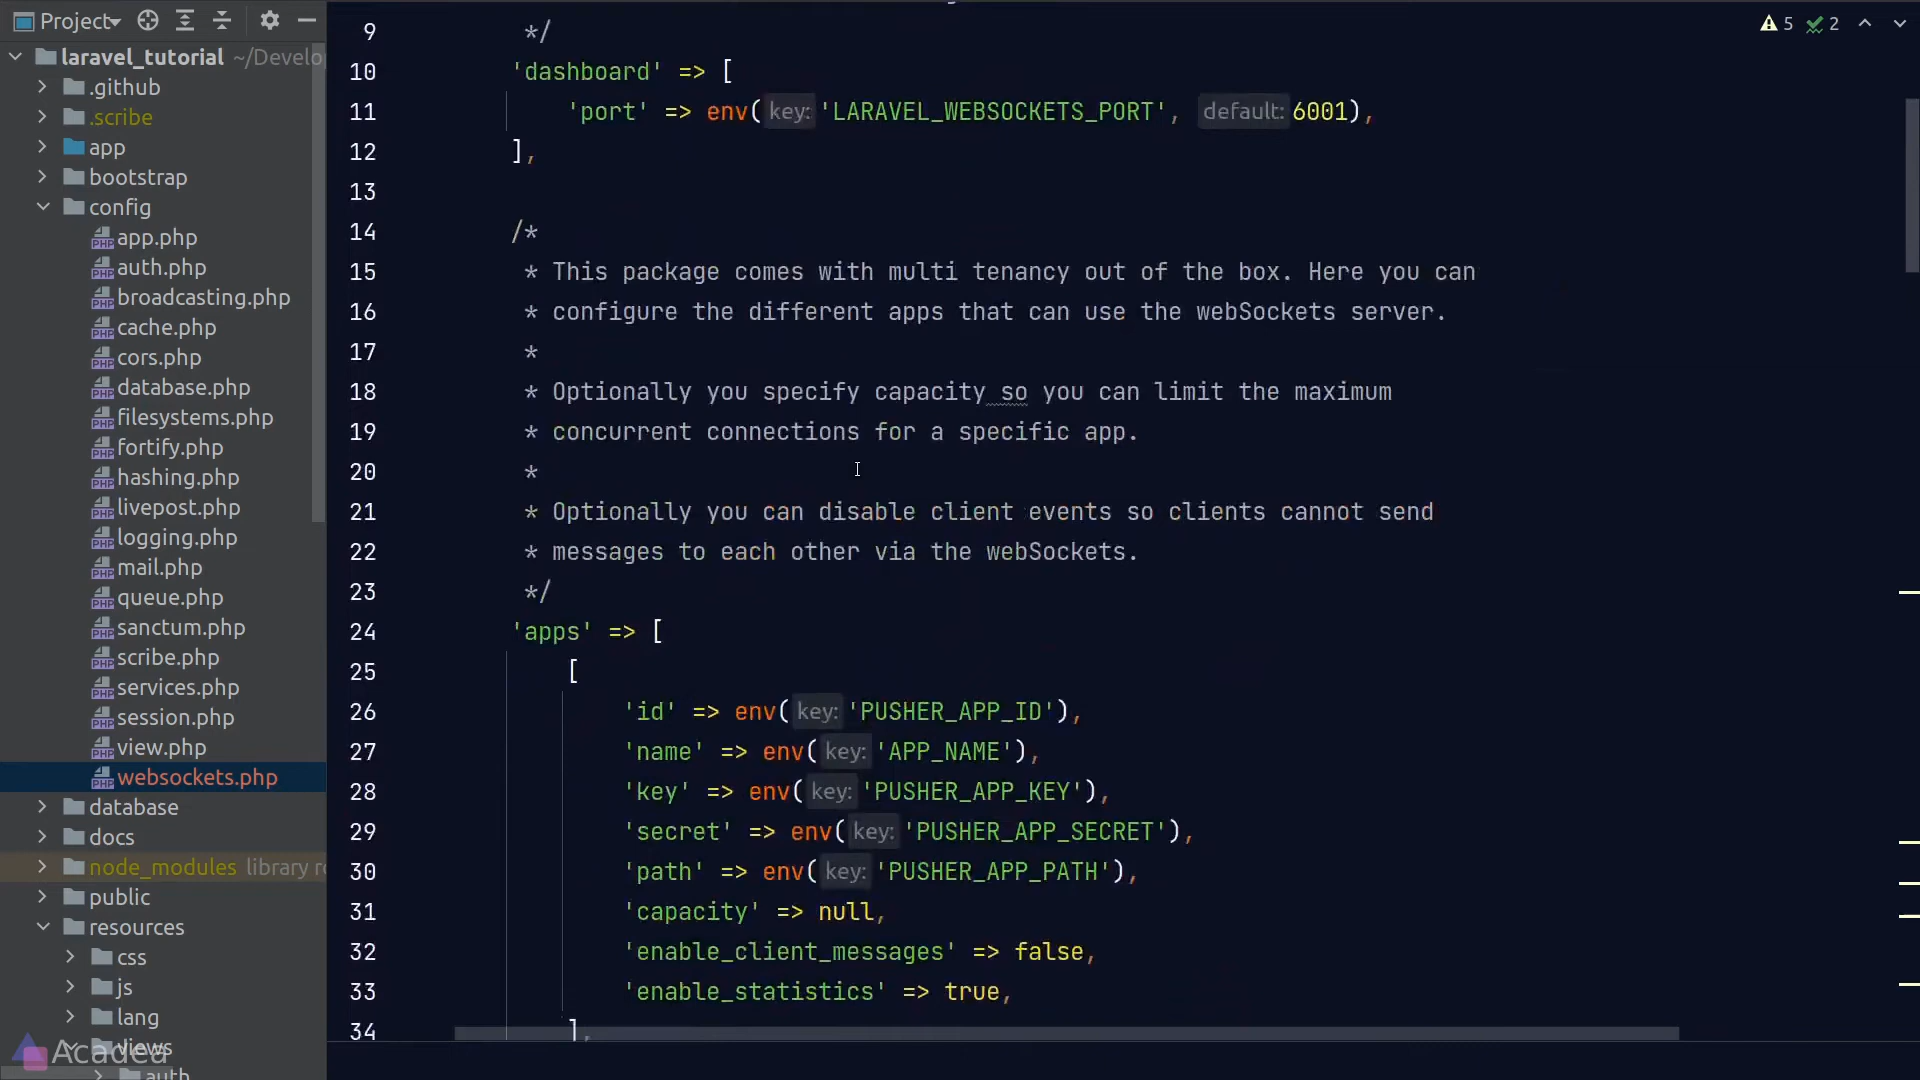 Project
laravel_tutorial ~/Develo
.github
.scribe
app
bootstrap
config
app.php
auth.php
broadcasting.php
cache.php
cors.php
database.php
filesystems.php
fortify.php
hashing.php
livepost.php
logging.php
mail.php
queue.php
sanctum.php
scribe.php
services.php
session.php
view.php
websockets.php
database
docs
node_modules library ro
public
resources
css
js
lang
views
auth
Acadea
5 2
9 */
10 'dashboard' => [
11 'port' => env( key: 'LARAVEL_WEBSOCKETS_PORT', default: 6001),
12 ],
13
14 /*
15 * This package comes with multi tenancy out of the box. Here you can
16 * configure the different apps that can use the webSockets server.
17 *
18 * Optionally you specify capacity so you can limit the maximum
19 * concurrent connections for a specific app.
20 *
21 * Optionally you can disable client events so clients cannot send
22 * messages to each other via the webSockets.
23 */
24 'apps' => [
25 [
26 'id' => env( key: 'PUSHER_APP_ID'),
27 'name' => env( key: 'APP_NAME'),
28 'key' => env( key: 'PUSHER_APP_KEY'),
29 'secret' => env( key: 'PUSHER_APP_SECRET'),
30 'path' => env( key: 'PUSHER_APP_PATH'),
31 'capacity' => null,
32 'enable_client_messages' => false,
33 'enable_statistics' => true,
34 ],